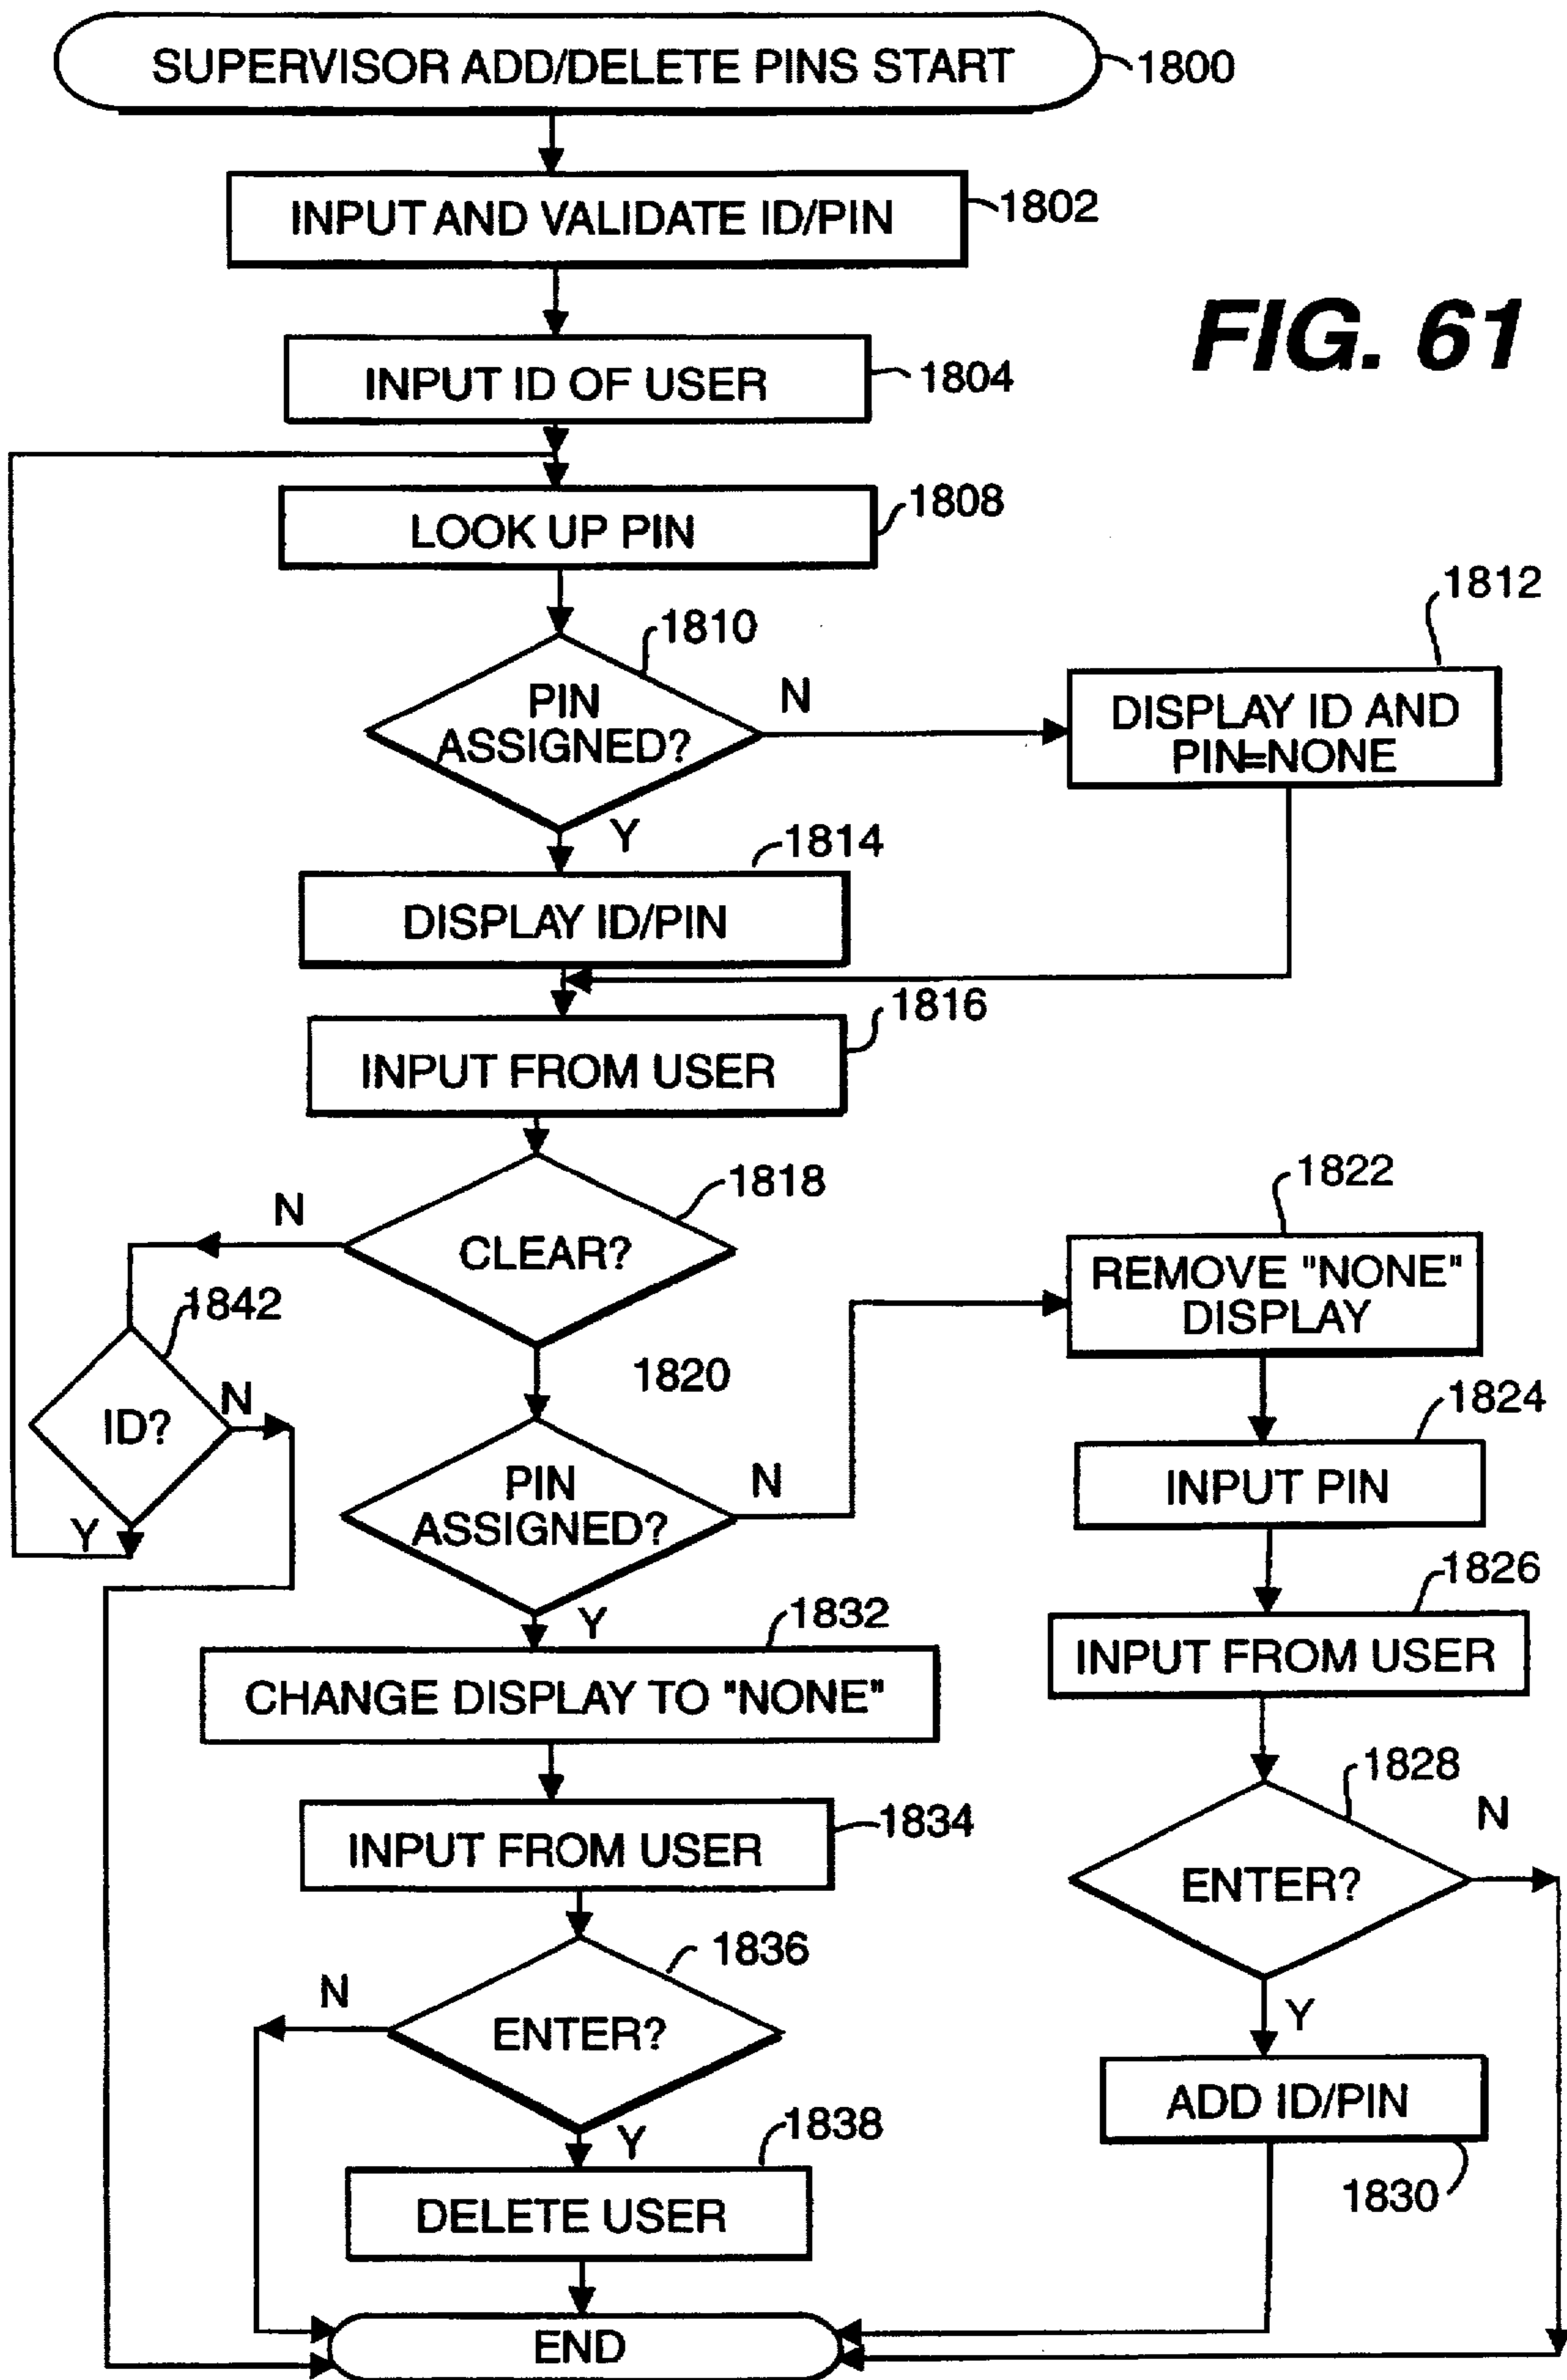 SUPERVISOR ADD/DELETE PINS START
1800
INPUT AND VALIDATE ID/PIN
1802
FIG. 61
INPUT ID OF USER
1804
LOOK UP PIN
1808
1810
PIN
ASSIGNED?
N
Y
1812
DISPLAY ID AND
PIN=NONE
1814
DISPLAY ID/PIN
1816
INPUT FROM USER
1818
CLEAR?
N
1842
ID?
N
Y
1820
PIN
ASSIGNED?
N
Y
1822
REMOVE "NONE"
DISPLAY
1824
INPUT PIN
1826
INPUT FROM USER
1828
ENTER?
N
Y
ADD ID/PIN
1830
1832
CHANGE DISPLAY TO "NONE"
1834
INPUT FROM USER
1836
ENTER?
N
Y
1838
DELETE USER
END